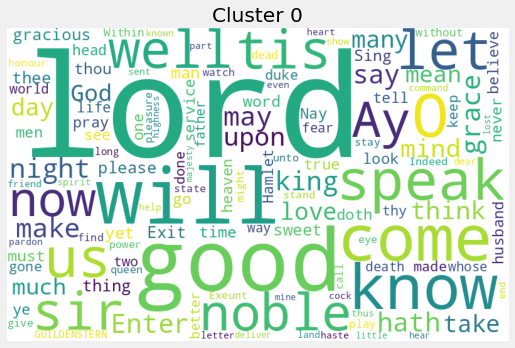 Cluster 0
gracious Within known part heart show many without
head dead Sing believe
world thee thou man watch duke say mean
honour sent even command
God well tis let
day life pleasure highness service one word Nay tell keep never
men pray see father fear may Ay O grace
long upon mind lost
night please done true stay look Indeed dear
friend spirit state heaven Hamlet unto
lord
now will king speak
majesty go might stand
make help love doth thy think husband
pardon find yet Exit time way sweet eye
must power two death made whose
gone queen us good come
much thing better Exeunt mine cock call know end
ye sir Enter noble hath take
give letter land thus play
GUILDENSTERN deliver haste little hear